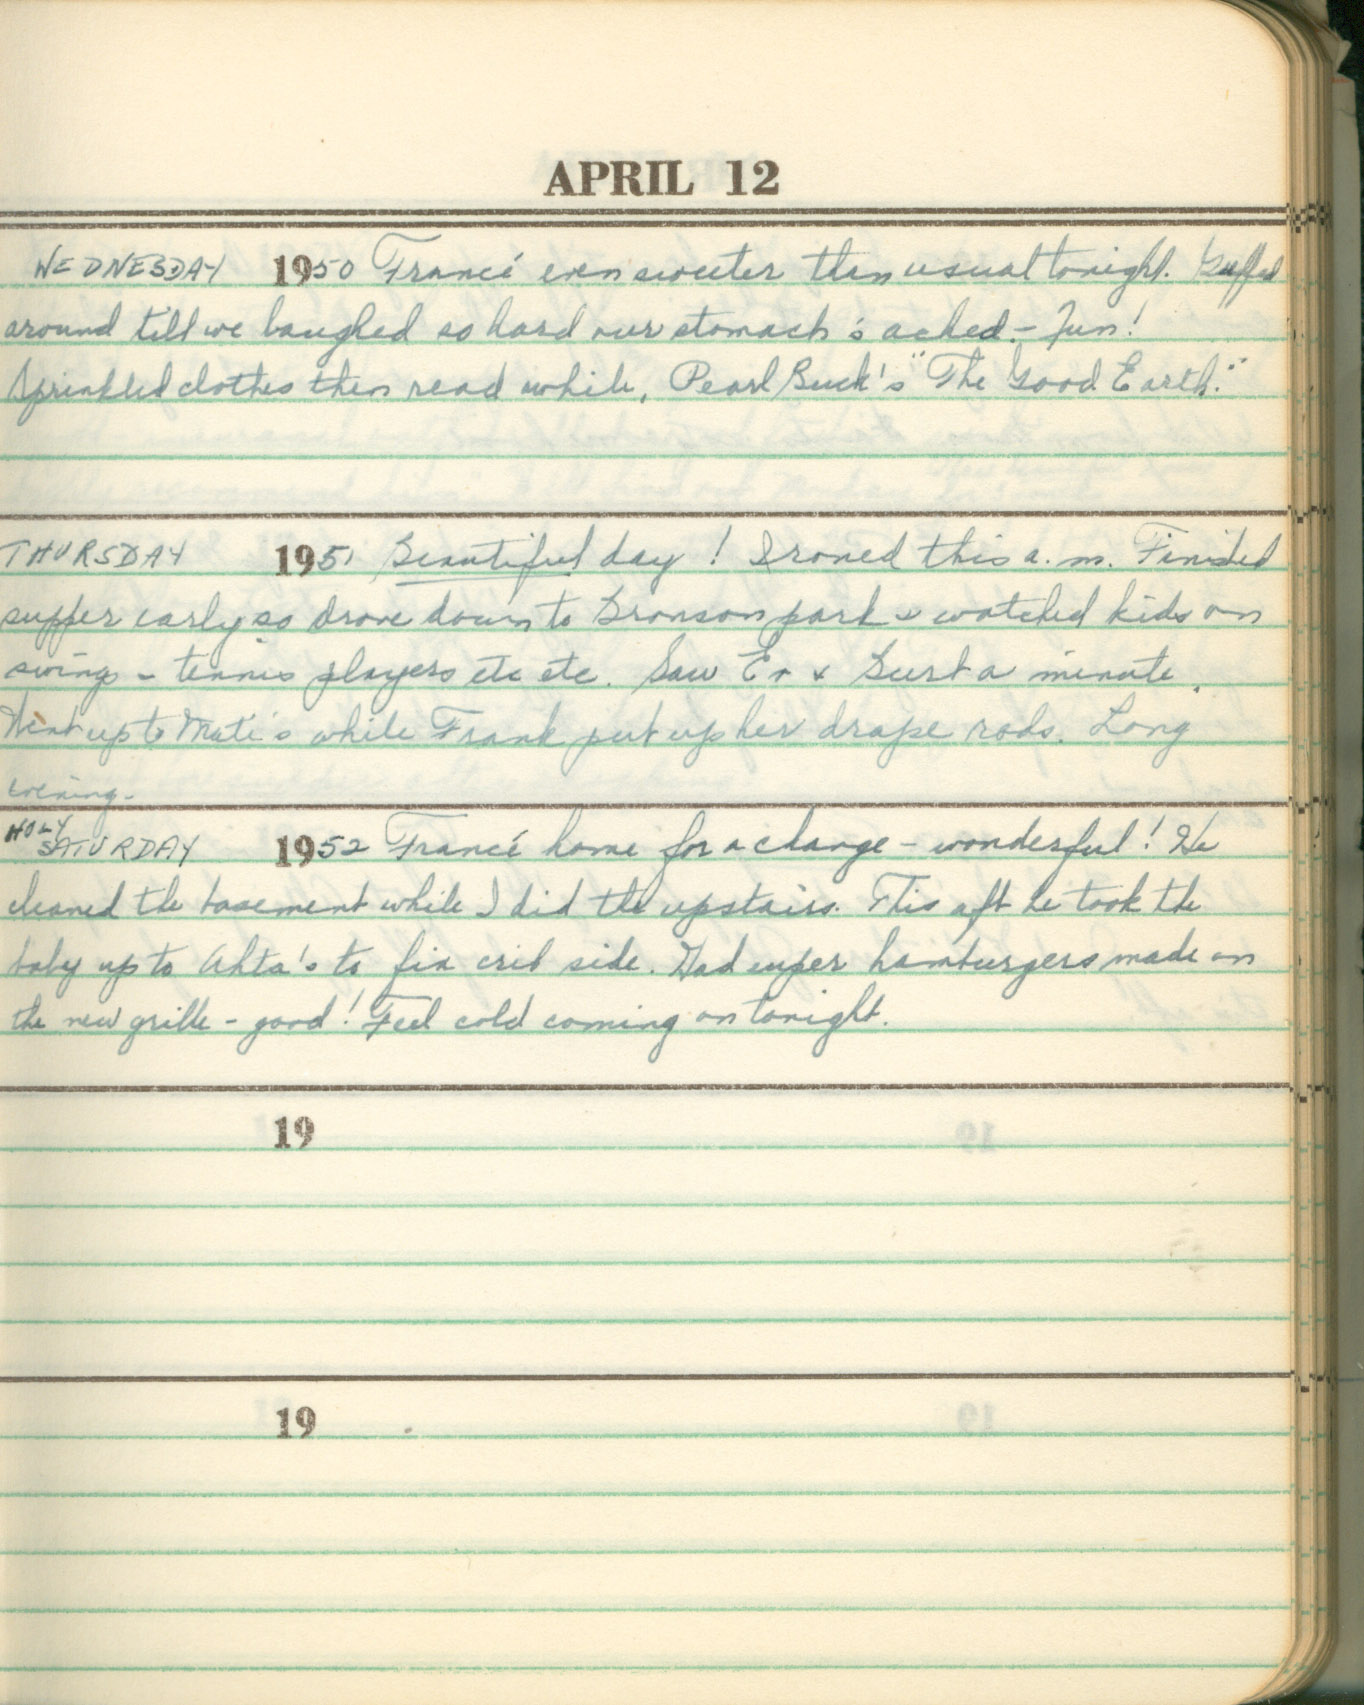 APRIL 12
WEDNESDAY 1950 Francé even sweeter than usual tonight. Guffed
around till we laughed so hard our stomach's ached - Fun!
Sprinkled clothes then read while, Pearl Buck's "The Good Earth."
THURSDAY 1951 Beautiful day! Ironed this a.m. Finished
supper early so drove down to Bronson park & watched kids on
swings - tennis players etc etc. Saw Er & Burt a minute.
Went up to Mati's while Frank put up her drape rods. Long
evening.
HOLY
SATURDAY 1952 Francé home for a change - wonderful! He
cleaned the basement while I did the upstairs. This aft he took the
baby up to Ahta's to fix crib side. Had super hamburgers made on
the new grille - good! Feel cold coming on tonight.
19
19